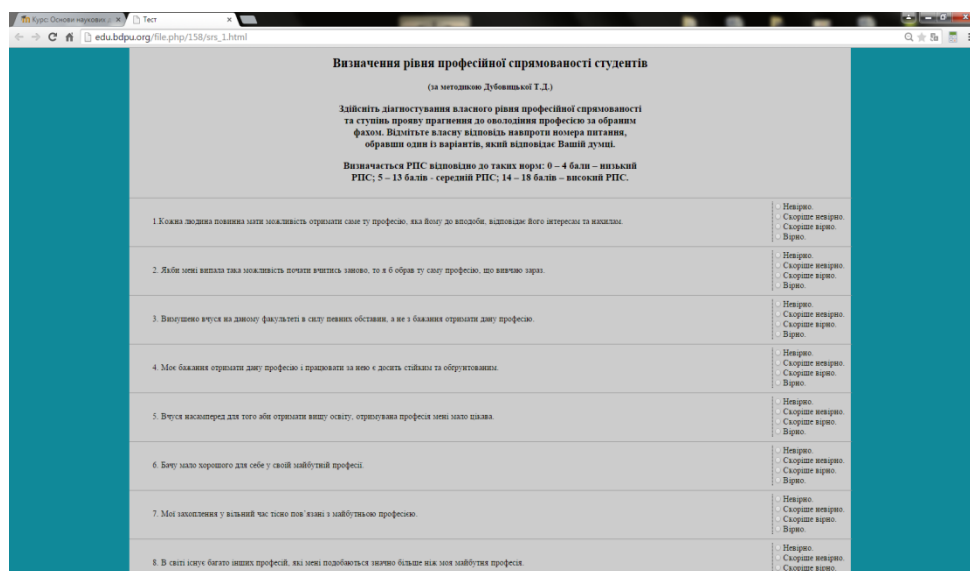 Курс: Основи наукових д
Тест
edu.bdpu.org/file.php/158/srs_1.html
Визначення рівня професійної спрямованості студентів
(за методикою Дубовицької Т.Д.)
Здійсніть діагностування власного рівня професійної спрямованості
та ступінь прояву прагнення до оволодіння професією за обраним
фахом. Відмітьте власну відповідь навпроти номера питання,
обравши один із варіантів, який відповідає Вашій думці.
Визначається РПС відповідно до таких норм: 0 – 4 бали – низький
РПС; 5 – 13 балів - середній РПС; 14 – 18 балів – високий РПС.
1.Кожна людина повинна мати можливість отримати саме ту професію, яка йому до вподоби, відповідає його інтересам та нахилам.
Невірно.
Скоріше невірно.
Скоріше вірно.
Вірно.
2. Якби мені випала така можливість почати вчитись заново, то я б обрав ту саму професію, що вивчаю зараз.
Невірно.
Скоріше невірно.
Скоріше вірно.
Вірно.
3. Вимушено вчуся на даному факультеті в силу певних обставин, а не з бажання отримати дану професію.
Невірно.
Скоріше невірно.
Скоріше вірно.
Вірно.
4. Моє бажання отримати дану професію і працювати за нею є досить стійким та обґрунтованим.
Невірно.
Скоріше невірно.
Скоріше вірно.
Вірно.
5. Вчуся насамперед для того аби отримати вищу освіту, отримувана професія мені мало цікава.
Невірно.
Скоріше невірно.
Скоріше вірно.
Вірно.
6. Бачу мало хорошого для себе у своїй майбутній професії.
Невірно.
Скоріше невірно.
Скоріше вірно.
Вірно.
7. Мої захоплення у вільний час тісно пов'язані з майбутньою професією.
Невірно.
Скоріше невірно.
Скоріше вірно.
Вірно.
8. В світі існує багато інших професій, які мені подобаються значно більше ніж моя майбутня професія.
Невірно.
Скоріше невірно.
Скоріше вірно.